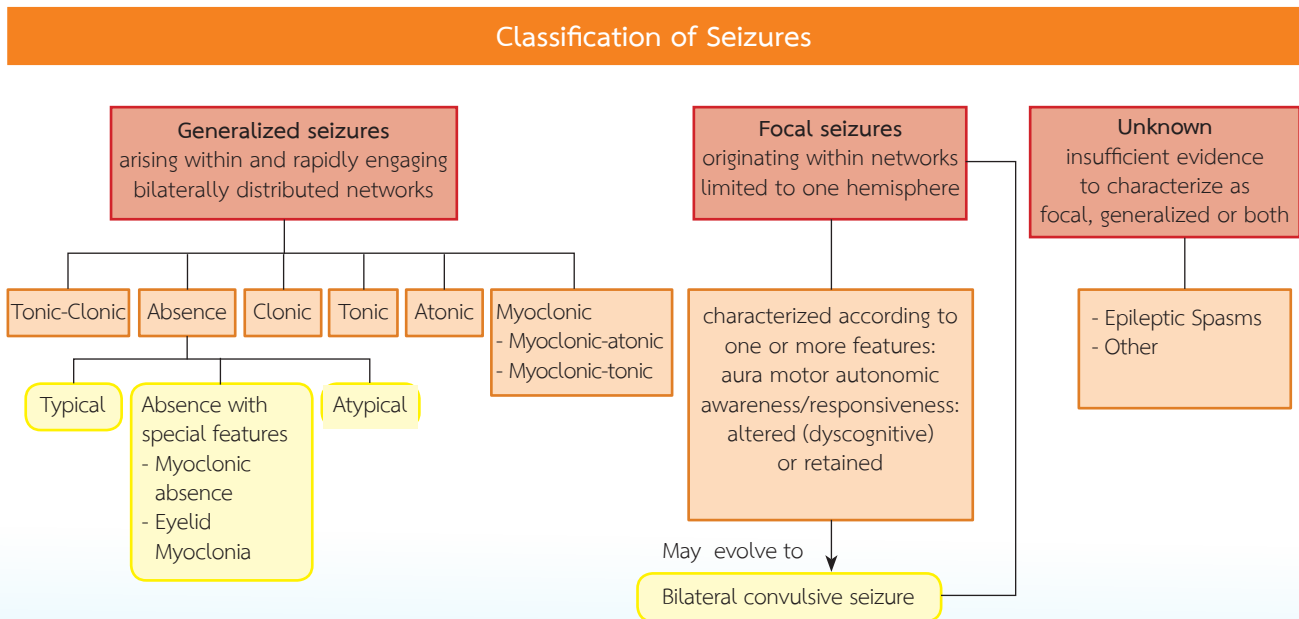 Classification of Seizures
Generalized seizures
arising within and rapidly engaging
bilaterally distributed networks
Focal seizures
originating within networks
limited to one hemisphere
Unknown
insufficient evidence
to characterize as
focal, generalized or both
Tonic-Clonic
Absence
Clonic
Tonic
Atonic
Myoclonic
- Myoclonic-atonic
- Myoclonic-tonic
Typical
Absence with
special features
- Myoclonic
absence
- Eyelid
Myoclonia
Atypical
characterized according to
one or more features:
aura motor autonomic
awareness/responsiveness:
altered (dyscognitive)
or retained
May evolve to
Bilateral convulsive seizure
- Epileptic Spasms
- Other